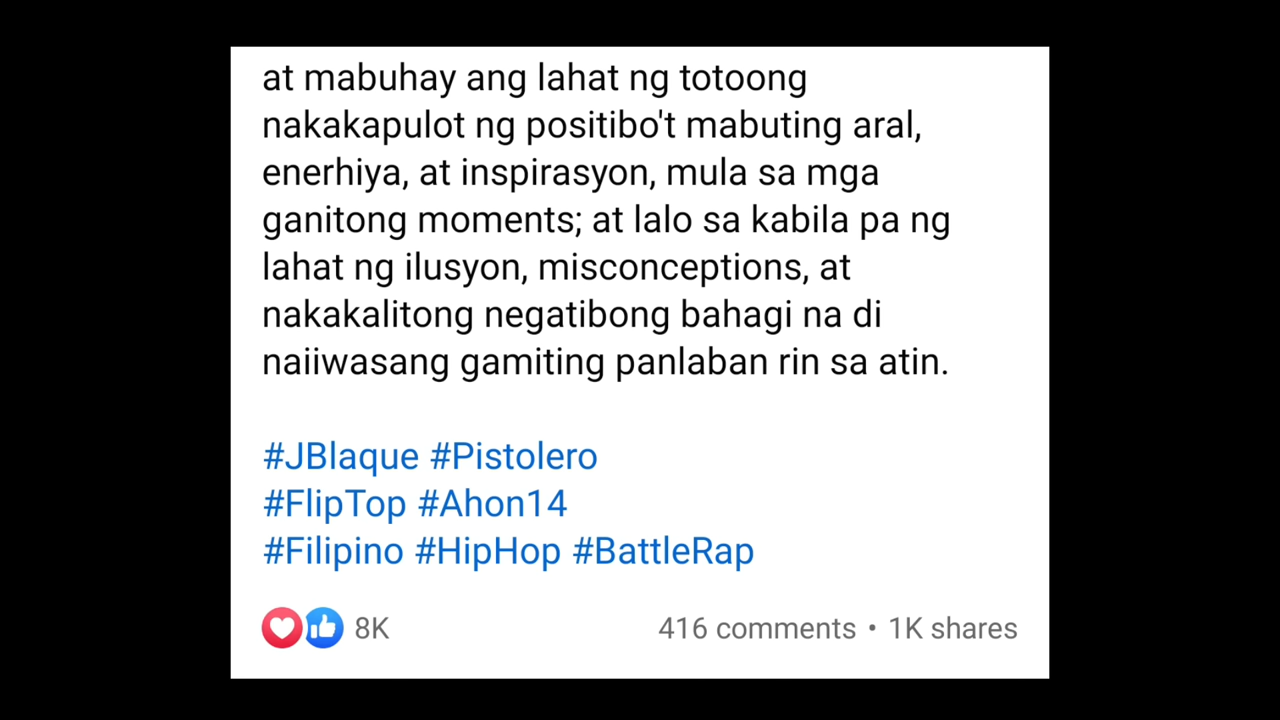 at mabuhay ang lahat ng totoong
nakakapulot ng positibo't mabuting aral,
enerhiya, at inspirasyon, mula sa mga
ganitong moments; at lalo sa kabila pa ng
lahat ng ilusyon, misconceptions, at
nakakalitong negatibong bahagi na di
naiiwasang gamiting panlaban rin sa atin.
#JBlaque #Pistolero
#FlipTop #Ahon14
#Filipino #HipHop #BattleRap
8K 416 comments • 1K shares